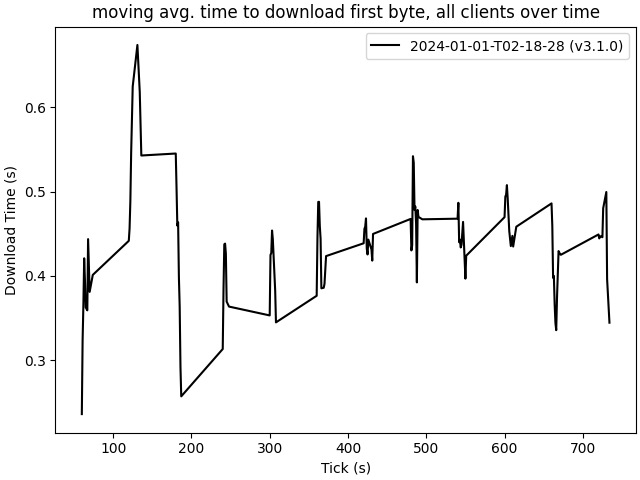 moving avg. time to download first byte, all clients over time
2024-01-01-T02-18-28 (v3.1.0)
0.6
0.5
0.4
0.3
Download Time (s)
100 200 300 400 500 600 700
Tick (s)